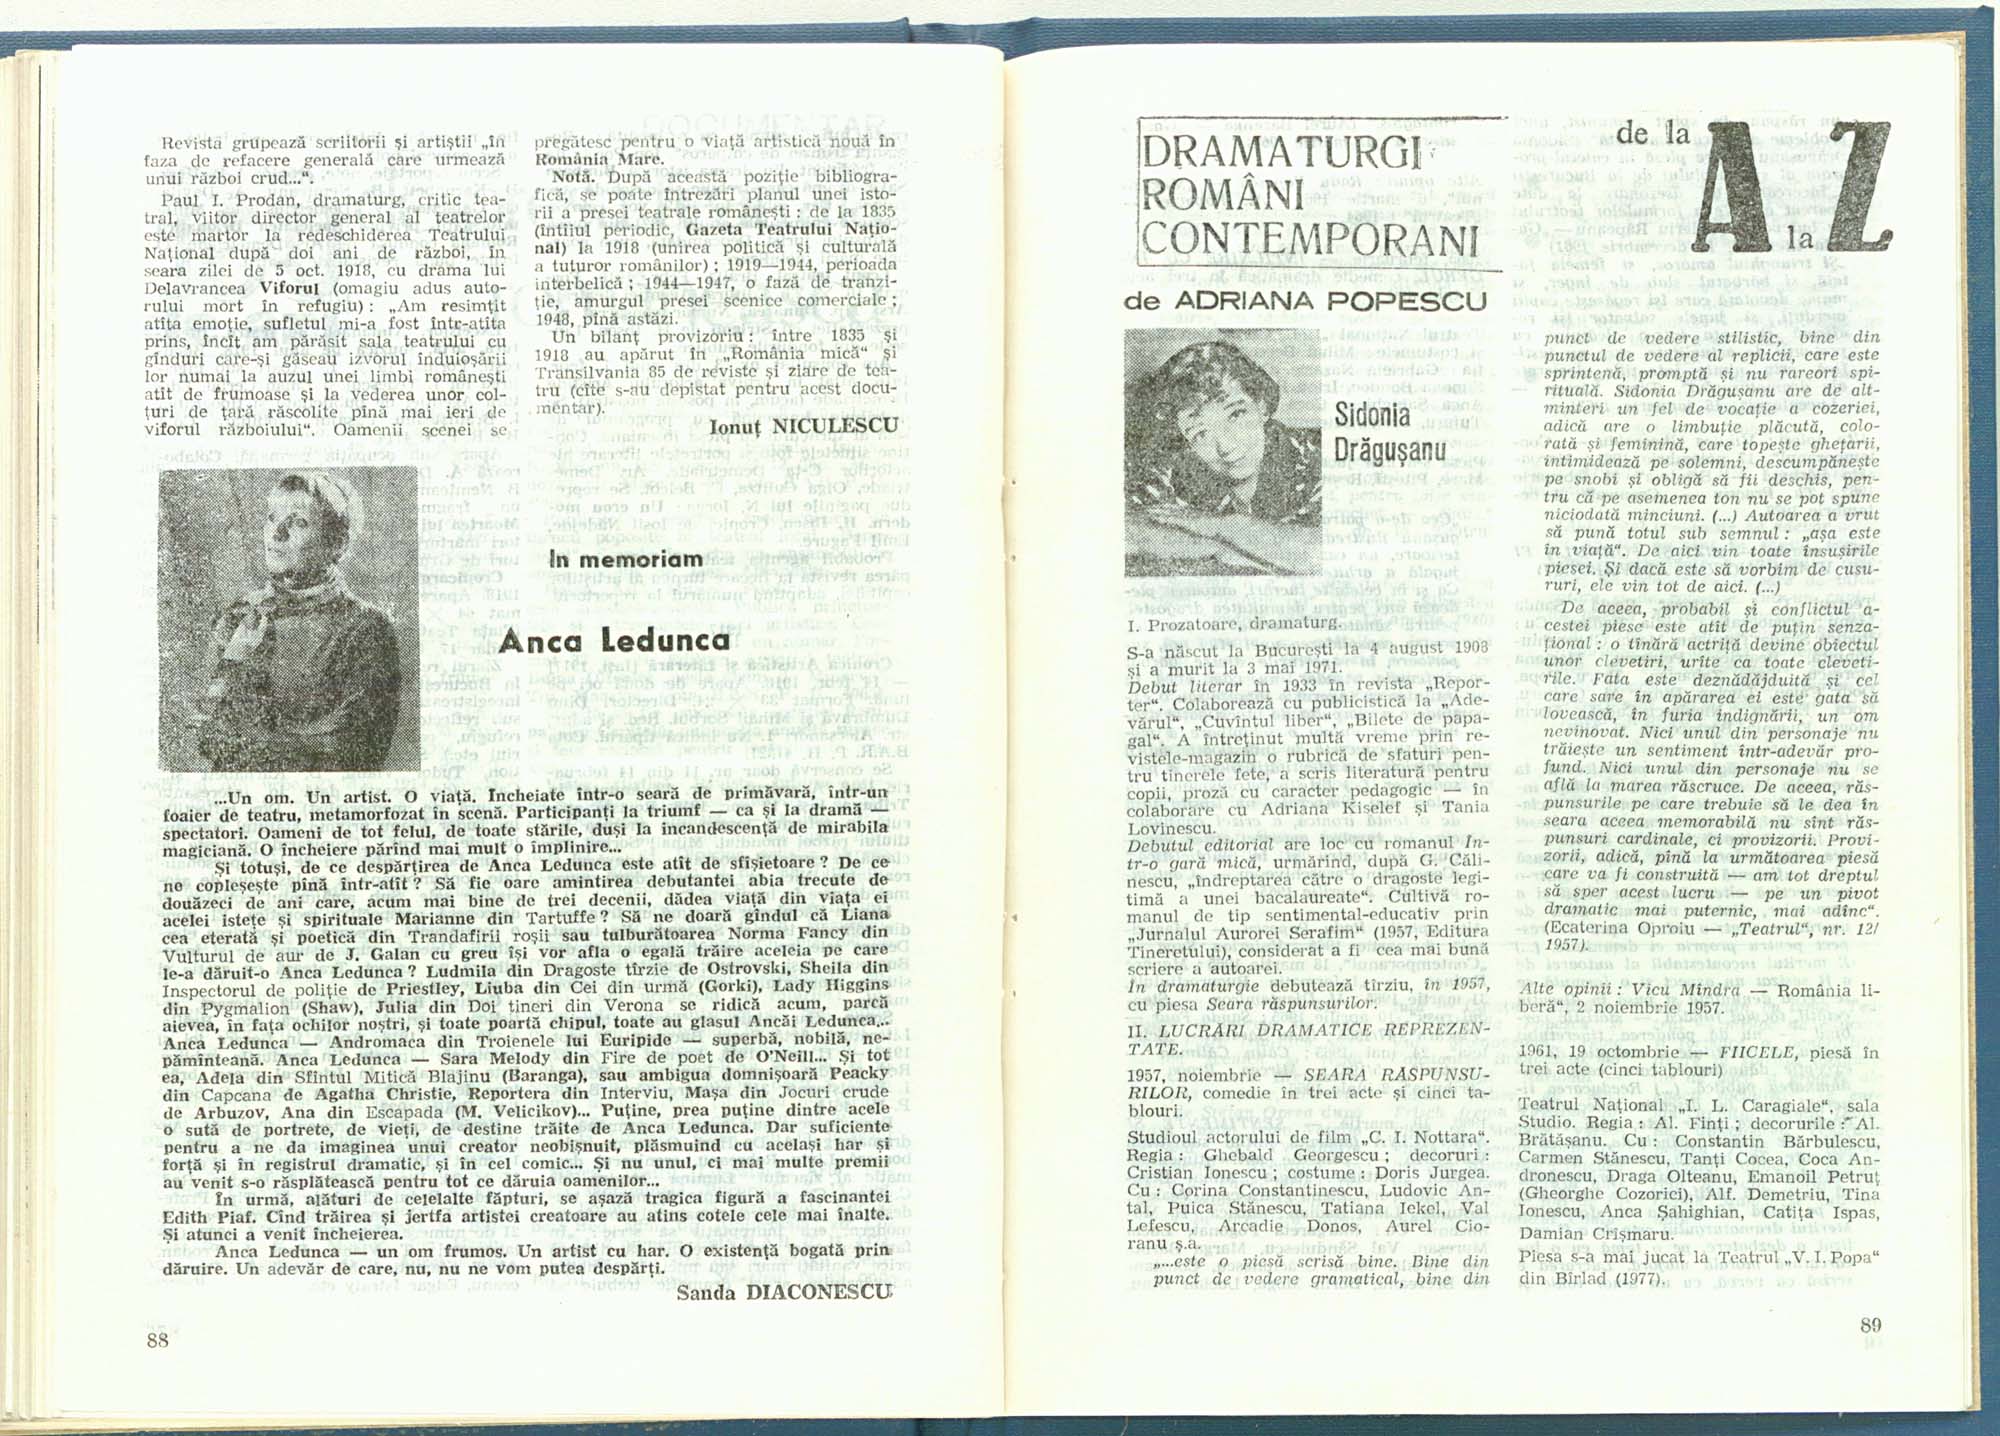 Revista grupează scriitorii și artiștii „în
faza de refacere generală care urmează
unui război crud...“.
Paul I. Prodan, dramaturg, critic tea-
tral, viitor director general al teatrelor
este martor la redeschiderea Teatrului
Național după doi ani de război, în
seara zilei de 5 oct. 1918, cu drama lui
Delavrancea Viforul (omagiu adus auto-
rului mort în refugiu) : „Am resimțit
atîta emoție, sufletul mi-a fost într-atîta
prins, încît am părăsit sala teatrului cu
gînduri care-și găseau izvorul înduioșării
lor numai la auzul unei limbi românești
atît de frumoase și la vederea unor col-
țuri de țară răscolite pînă mai ieri de
viforul războiului“. Oamenii scenei se
pregătesc pentru o viață artistică nouă în
România Mare.
Notă. După această poziție bibliogra-
fică, se poate întrezări planul unei isto-
rii a presei teatrale românești : de la 1835
(întîiul periodic, Gazeta Teatrului Națio-
nal) la 1918 (unirea politică și culturală
a tuturor românilor) ; 1919—1944, perioada
interbelică ; 1944—1947, o fază de tranzi-
ție, amurgul presei scenice comerciale ;
1948, pînă astăzi.
Un bilanț provizoriu : între 1835 și
1918 au apărut în „România mică“ și
Transilvania 85 de reviste și ziare de tea-
tru (cîte s-au depistat pentru acest docu-
mentar).
Ionuț NICULESCU
In memoriam
Anca Ledunca
...Un om. Un artist. O viață. Incheiate într-o seară de primăvară, într-un
foaier de teatru, metamorfozat în scenă. Participanți la triumf — ca și la dramă —
spectatori. Oameni de tot felul, de toate stările, duși la incandescență de mirabila
magiciană. O încheiere părînd mai mult o împlinire...
Și totuși, de ce despărțirea de Anca Ledunca este atît de sfîșietoare ? De ce
ne copleșește pînă într-atît ? Să fie oare amintirea debutantei abia trecute de
douăzeci de ani care, acum mai bine de trei decenii, dădea viață din viața ei
acelei istețe și spirituale Marianne din Tartuffe ? Să ne doară gîndul că Liana
cea eterată și poetică din Trandafirii roșii sau tulburătoarea Norma Fancy din
Vulturul de aur de J. Galan cu greu își vor afla o egală trăire aceleia pe care
le-a dăruit-o Anca Ledunca ? Ludmila din Dragoste tîrzie de Ostrovski, Sheila din
Inspectorul de poliție de Priestley, Liuba din Cei din urmă (Gorki), Lady Higgins
din Pygmalion (Shaw), Julia din Doi tineri din Verona se ridică acum, parcă
aievea, în fața ochilor noștri, și toate poartă chipul, toate au glasul Ancăi Ledunca...
Anca Ledunca — Andromaca din Troienele lui Euripide — superbă, nobilă, ne-
pămînteană. Anca Ledunca — Sara Melody din Fire de poet de O'Neill... Și tot
ea, Adela din Sfîntul Mitică Blajinu (Baranga), sau ambigua domnișoară Peacky
din Capcana de Agatha Christie, Reportera din Interviu, Mașa din Jocuri crude
de Arbuzov, Ana din Escapada (M. Velicikov)... Puține, prea puține dintre acele
o sută de portrete, de vieți, de destine trăite de Anca Ledunca. Dar suficiente
pentru a ne da imaginea unui creator neobișnuit, plăsmuind cu același har și
forță și în registrul dramatic, și în cel comic... Și nu unul, ci mai multe premii
au venit s-o răsplătească pentru tot ce dăruia oamenilor...
În urmă, alături de celelalte făpturi, se așază tragica figură a fascinantei
Edith Piaf. Cînd trăirea și jertfa artistei creatoare au atins cotele cele mai înalte.
Și atunci a venit încheierea.
Anca Ledunca — un om frumos. Un artist cu har. O existență bogată prin
dăruire. Un adevăr de care, nu, nu ne vom putea despărți.
Sanda DIACONESCU
88
DRAMATURGI
ROMÂNI
CONTEMPORANI
de la A la Z
de ADRIANA POPESCU
Sidonia
Drăgușanu
I. Prozatoare, dramaturg.
S-a născut la București la 4 august 1908
și a murit la 3 mai 1971.
Debut literar în 1933 în revista „Repor-
ter“. Colaborează cu publicistică la „Ade-
vărul“, „Cuvîntul liber“, „Bilete de papa-
gal“. A întreținut multă vreme prin re-
vistele-magazin o rubrică de sfaturi pen-
tru tinerele fete, a scris literatură pentru
copii, proză cu caracter pedagogic — în
colaborare cu Adriana Kiselef și Tania
Lovinescu.
Debutul editorial are loc cu romanul In-
tr-o gară mică, urmărind, după G. Căli-
nescu, „îndreptarea către o dragoste legi-
timă a unei bacalaureate“. Cultivă ro-
manul de tip sentimental-educativ prin
„Jurnalul Aurorei Serafim“ (1957, Editura
Tineretului), considerat a fi cea mai bună
scriere a autoarei.
In dramaturgie debutează tîrziu, în 1957,
cu piesa Seara răspunsurilor.
II. LUCRĂRI DRAMATICE REPREZEN-
TATE.
1957, noiembrie — SEARA RĂSPUNSU-
RILOR, comedie în trei acte și cinci ta-
blouri.
Studioul actorului de film „C. I. Nottara“.
Regia : Ghebald Georgescu ; decoruri :
Cristian Ionescu ; costume : Doris Jurgea.
Cu : Corina Constantinescu, Ludovic An-
tal, Puica Stănescu, Tatiana Iekel, Val
Lefescu, Arcadie Donos, Aurel Cio-
ranu ș.a.
„...este o piesă scrisă bine. Bine din
punct de vedere gramatical, bine din
punct de vedere stilistic, bine din
punctul de vedere al replicii, care este
sprintenă, promptă și nu rareori spi-
rituală. Sidonia Drăgușanu are de alt-
minteri un fel de vocație a cozeriei,
adică are o limbuție plăcută, colo-
rată și feminină, care topește ghețarii,
intimidează pe solemni, descumpănește
pe snobi și obligă să fii deschis, pen-
tru că pe asemenea ton nu se pot spune
niciodată minciuni. (...) Autoarea a vrut
să pună totul sub semnul : „așa este
în viață“. De aici vin toate însușirile
piesei. Și dacă este să vorbim de cusu-
ruri, ele vin tot de aici. (...)
De aceea, probabil și conflictul a-
cestei piese este atît de puțin senza-
țional : o tînără actriță devine obiectul
unor clevetiri, urîte ca toate cleveti-
rile. Fata este deznădăjduită și cel
care sare în apărarea ei este gata să
lovească, în furia indignării, un om
nevinovat. Nici unul din personaje nu
trăiește un sentiment într-adevăr pro-
fund. Nici unul din personaje nu se
află la marea răscruce. De aceea, răs-
punsurile pe care trebuie să le dea în
seara aceea memorabilă nu sînt răs-
punsuri cardinale, ci provizorii. Provi-
zorii, adică, pînă la următoarea piesă
care va fi construită — am tot dreptul
să sper acest lucru — pe un pivot
dramatic mai puternic, mai adînc“.
(Ecaterina Oproiu — „Teatrul“, nr. 12/
1957).
Alte opinii : Vicu Mîndra — România li-
beră“, 2 noiembrie 1957.
1961, 19 octombrie — FIICELE, piesă în
trei acte (cinci tablouri)
Teatrul Național „I. L. Caragiale“, sala
Studio. Regia : Al. Finți ; decorurile : Al.
Brătășanu. Cu : Constantin Bărbulescu,
Carmen Stănescu, Tanți Cocea, Coca An-
dronescu, Draga Olteanu, Emanoil Petruț
(Gheorghe Cozorici), Alf. Demetriu, Tina
Ionescu, Anca Șahighian, Catița Ispas,
Damian Crîșmaru.
Piesa s-a mai jucat la Teatrul „V. I. Popa“
din Bîrlad (1977).
89